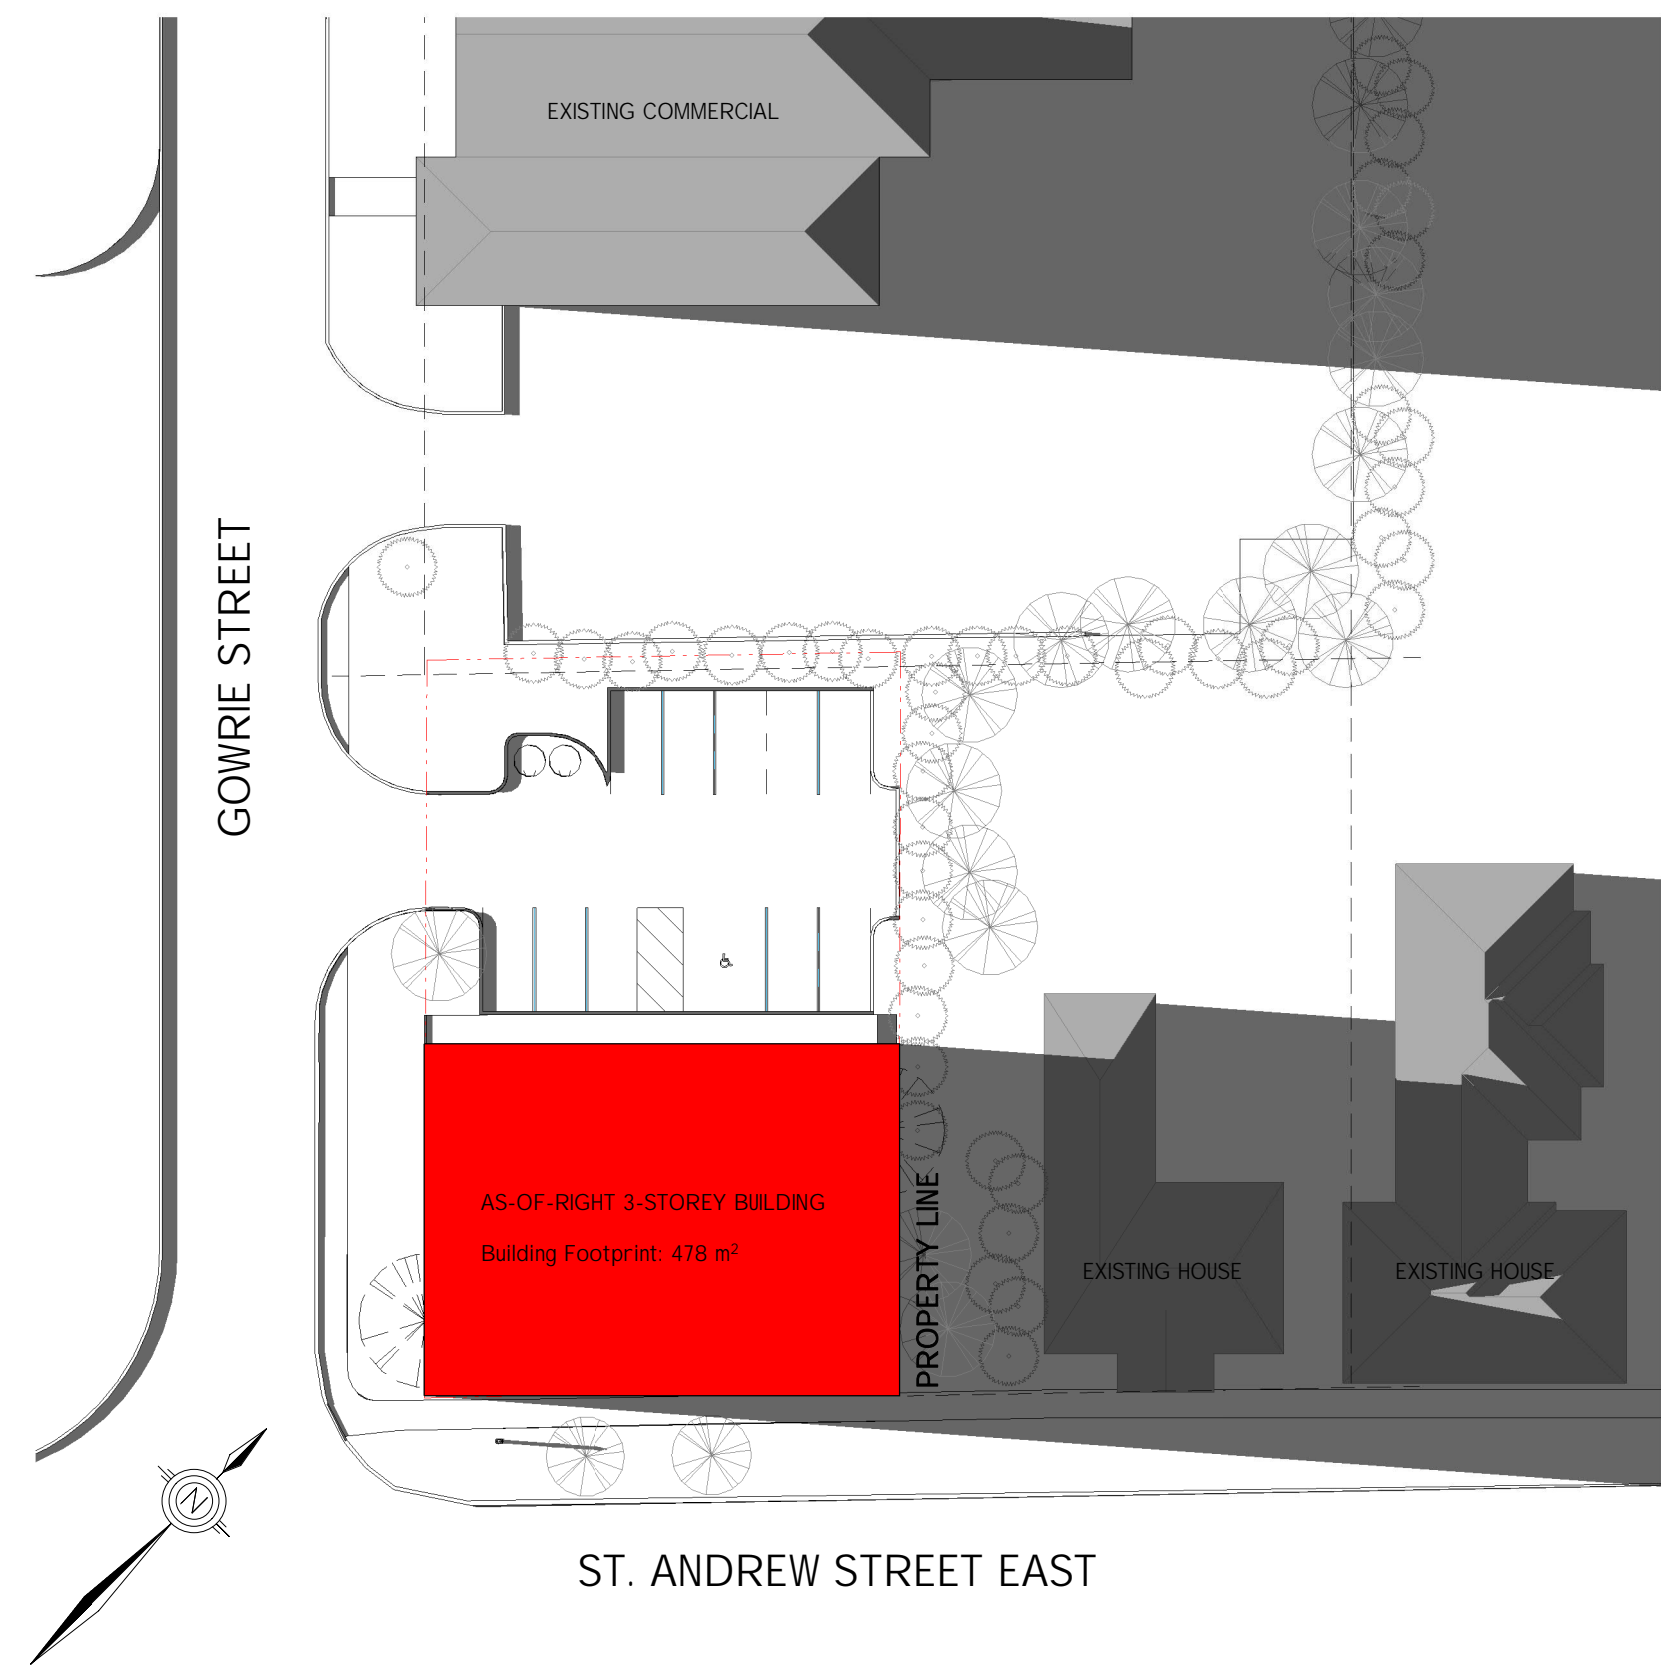 EXISTING COMMERCIAL
GOWRIE STREET
AS-OF-RIGHT 3-STOREY BUILDING
Building Footprint: 478 m²
PROPERTY LINE
EXISTING HOUSE
EXISTING HOUSE
N
ST. ANDREW STREET EAST